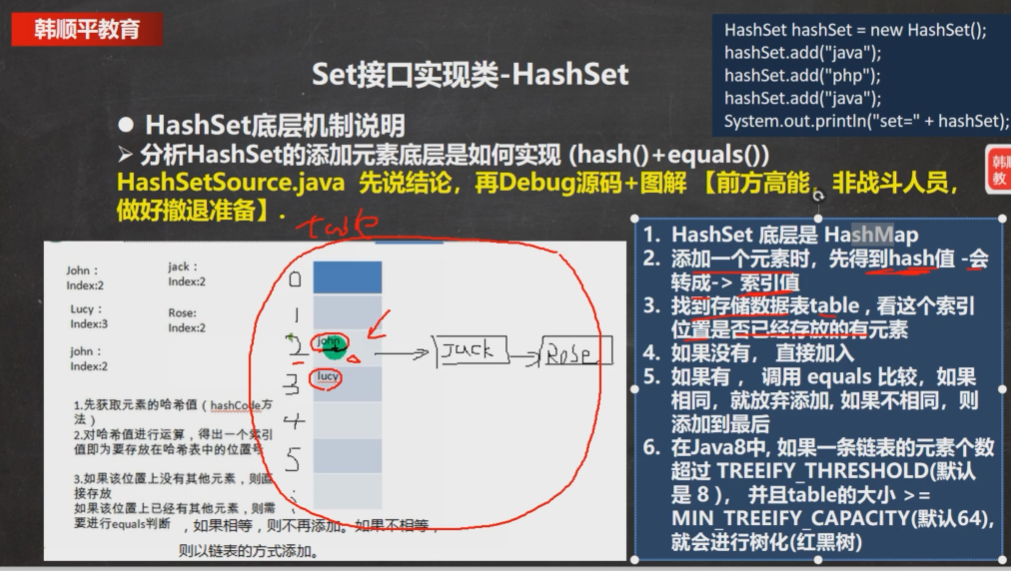 韩顺平教育
HashSet hashSet = new HashSet();
hashSet.add("java");
hashSet.add("php");
hashSet.add("java");
System.out.println("set=" + hashSet);
Set接口实现类-HashSet
● HashSet底层机制说明
➢ 分析HashSet的添加元素底层是如何实现 (hash()+equals())
HashSetSource.java 先说结论，再Debug源码+图解 【前方高能，非战斗人员，
做好撤退准备】.
韩顺
教
table
John：
Index:2
jack：
Index:2
Lucy：
Index:3
Rose:
Index:2
john：
Index:2
0
1
2
3
4
5
john
lucy
Jack
Rose
1.先获取元素的哈希值（hashCode方
法）
2.对哈希值进行运算，得出一个索引
值即为要存放在哈希表中的位置号
3.如果该位置上没有其他元素，则直
接存放
如果该位置上已经有其他元素，则需
要进行equals判断，如果相等，则不再添加。如果不相等，
则以链表的方式添加。
1. HashSet 底层是 HashMap
2. 添加一个元素时，先得到hash值 -会
转成-> 索引值
3. 找到存储数据表table，看这个索引
位置是否已经存放的有元素
4. 如果没有， 直接加入
5. 如果有 ， 调用 equals 比较，如果
相同，就放弃添加, 如果不相同，则
添加到最后
6. 在Java8中, 如果一条链表的元素个数
超过 TREEIFY_THRESHOLD(默认
是 8 ) ，并且table的大小 >=
MIN_TREEIFY_CAPACITY(默认64),
就会进行树化(红黑树)